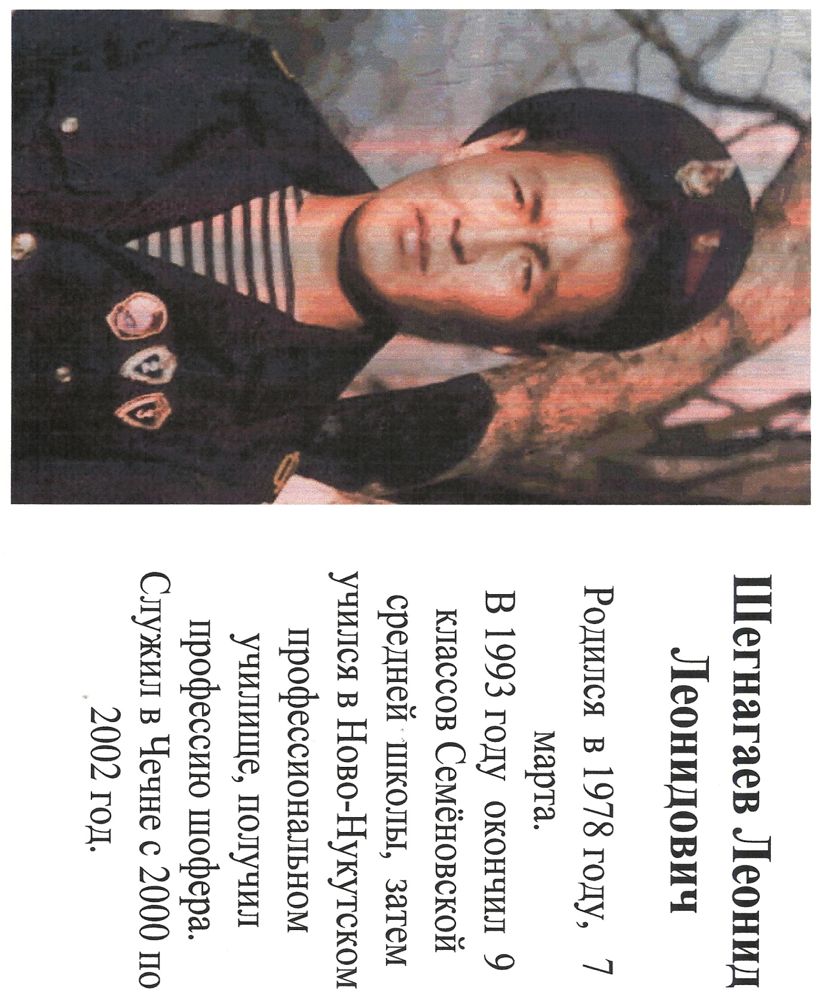 Шегнагаев Леонид
Леонидович
Родился в 1978 году, 7
марта.
В 1993 году окончил 9
классов Семёновской
средней школы, затем
учился в Ново-Нукутском
профессиональном
училище, получил
профессию шофера.
Служил в Чечне с 2000 по
2002 год.